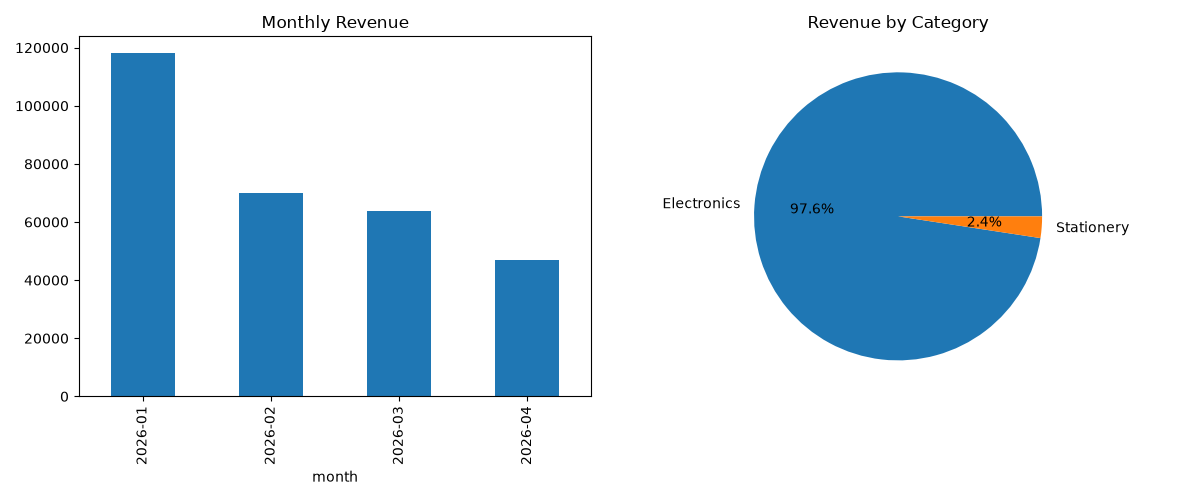 Monthly Revenue
120000
100000
80000
60000
40000
20000
0
2026-01
2026-02
2026-03
2026-04
month
Revenue by Category
Electronics
97.6%
2.4%
Stationery